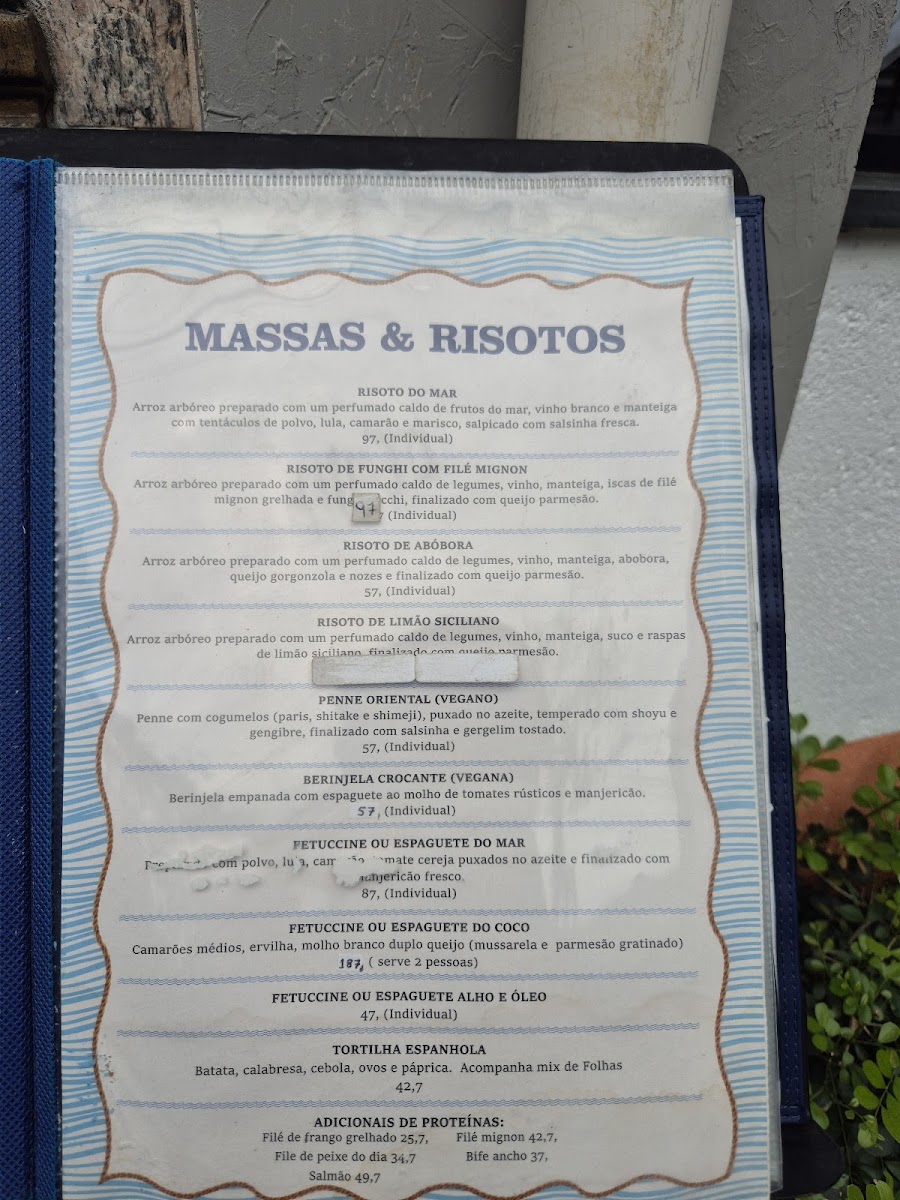 MASSAS & RISOTOS
RISOTO DO MAR
Arroz arbóreo preparado com um perfumado caldo de frutos do mar, vinho branco e manteiga
com tentáculos de polvo, lula, camarão e marisco, salpicado com salsinha fresca.
97, (Individual)
RISOTO DE FUNGHI COM FILÉ MIGNON
Arroz arbóreo preparado com um perfumado caldo de legumes, vinho, manteiga, iscas de filé
mignon grelhada e fung cchi, finalizado com queijo parmesão.
97, (Individual)
RISOTO DE ABÓBORA
Arroz arbóreo preparado com um perfumado caldo de legumes, vinho, manteiga, abobora,
queijo gorgonzola e nozes e finalizado com queijo parmesão.
57, (Individual)
RISOTO DE LIMÃO SICILIANO
Arroz arbóreo preparado com um perfumado caldo de legumes, vinho, manteiga, suco e raspas
de limão siciliano, finalizado com queijo parmesão.
PENNE ORIENTAL (VEGANO)
Penne com cogumelos (paris, shitake e shimeji), puxado no azeite, temperado com shoyu e
gengibre, finalizado com salsinha e gergelim tostado.
57, (Individual)
BERINJELA CROCANTE (VEGANA)
Berinjela empanada com espaguete ao molho de tomates rústicos e manjericão.
57, (Individual)
FETUCCINE OU ESPAGUETE DO MAR
com polvo, lula, puxados no azeite e finalizado com
manjericão fresco.
87, (Individual)
FETUCCINE OU ESPAGUETE DO COCO
Camarões médios, ervilha, molho branco duplo queijo (mussarela e parmesão gratinado)
187, ( serve 2 pessoas)
FETUCCINE OU ESPAGUETE ALHO E ÓLEO
47, (Individual)
TORTILHA ESPANHOLA
Batata, calabresa, cebola, ovos e páprica. Acompanha mix de Folhas
42,7
ADICIONAIS DE PROTEÍNAS:
Filé de frango grelhado 25,7, Filé mignon 42,7,
File de peixe do dia 34,7 Bife ancho 37,
Salmão 49,7